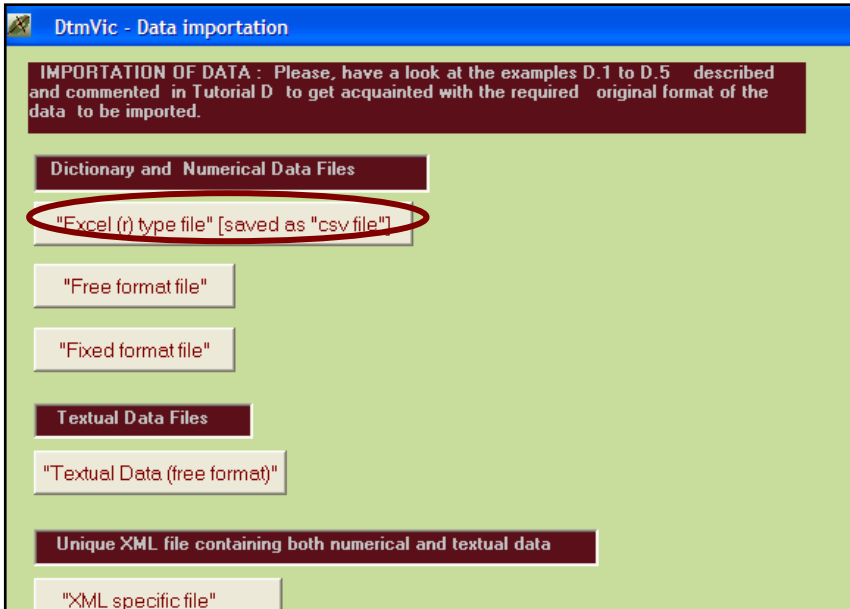 DtmVic - Data importation
IMPORTATION OF DATA : Please, have a look at the examples D.1 to D.5 described
and commented in Tutorial D to get acquainted with the required original format of the
data to be imported.
Dictionary and Numerical Data Files
"Excel (r) type file" [saved as "csv file"]
"Free format file"
"Fixed format file"
Textual Data Files
"Textual Data (free format)"
Unique XML file containing both numerical and textual data
"XML specific file"